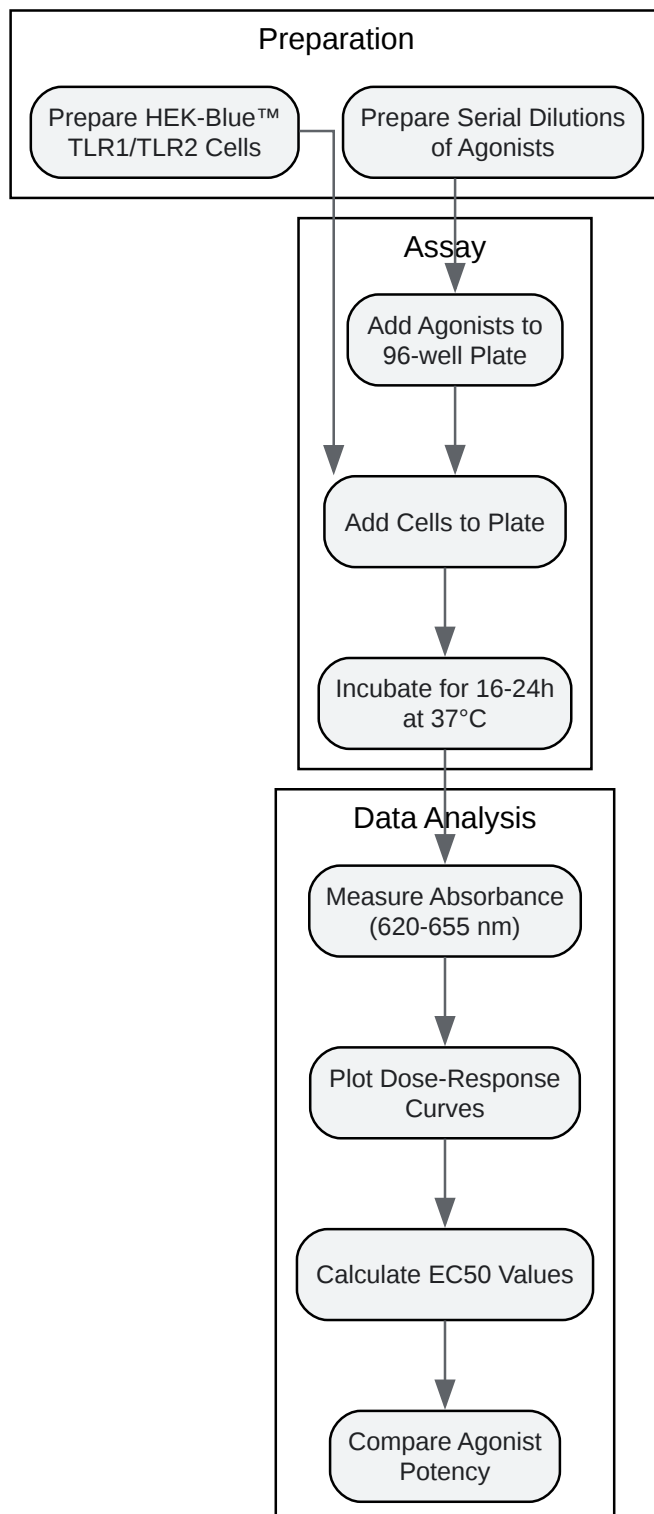 Preparation
Prepare HEK-Blue™
TLR1/TLR2 Cells
Prepare Serial Dilutions
of Agonists
Assay
Add Agonists to
96-well Plate
Add Cells to Plate
Incubate for 16-24h
at 37°C
Data Analysis
Measure Absorbance
(620-655 nm)
Plot Dose-Response
Curves
Calculate EC50 Values
Compare Agonist
Potency